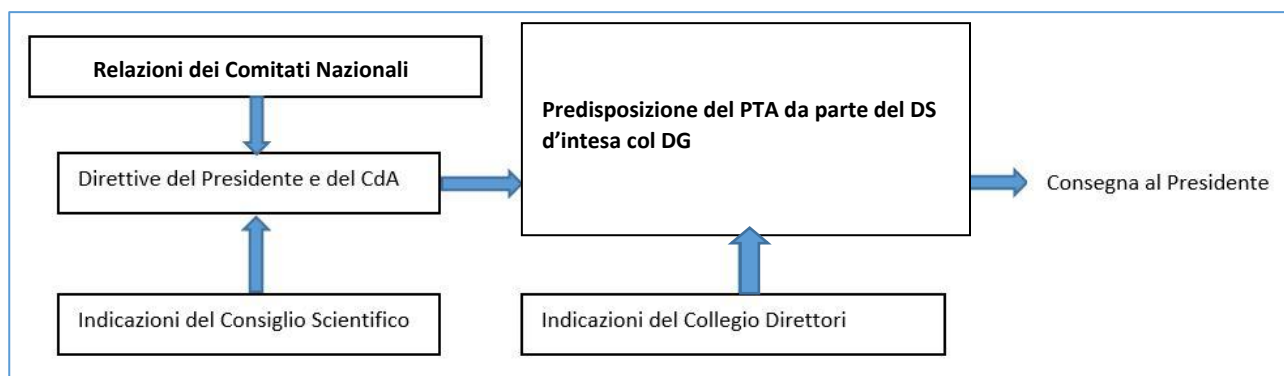 Relazioni dei Comitati Nazionali
Predisposizione del PTA da parte del DS
d’intesa col DG
Direttive del Presidente e del CdA
Consegna al Presidente
Indicazioni del Consiglio Scientifico
Indicazioni del Collegio Direttori